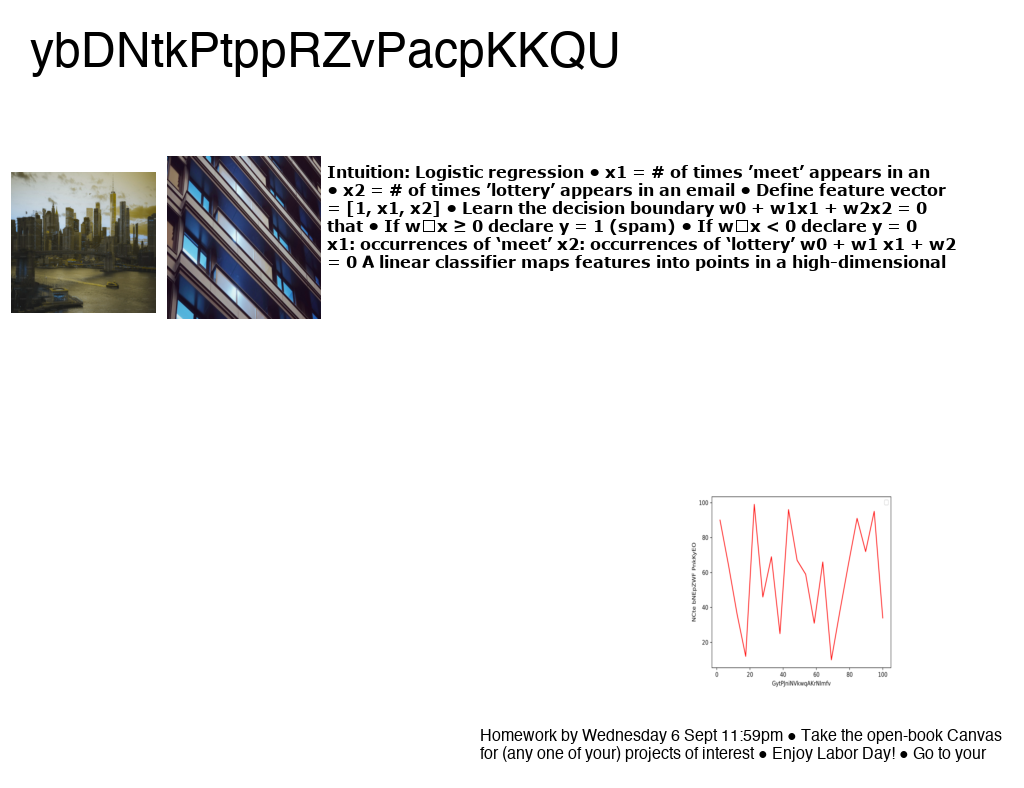 ybDNtkPtppRZvPacpKKQU
Intuition: Logistic regression ● x1 = # of times ’meet’ appears in an
● x2 = # of times ’lottery’ appears in an email ● Define feature vector
= [1, x1, x2] ● Learn the decision boundary w0 + w1x1 + w2x2 = 0
that ● If w□x ≥ 0 declare y = 1 (spam) ● If w□x < 0 declare y = 0
x1: occurrences of ‘meet’ x2: occurrences of ‘lottery’ w0 + w1 x1 + w2
= 0 A linear classifier maps features into points in a high-dimensional
100
80
60
40
20
0 20 40 60 80 100
Homework by Wednesday 6 Sept 11:59pm ● Take the open-book Canvas
for (any one of your) projects of interest ● Enjoy Labor Day! ● Go to your